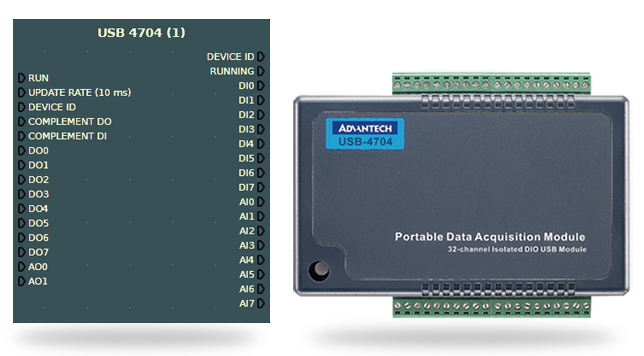 USB 4704 (1)
RUN
UPDATE RATE (10 ms)
DEVICE ID
COMPLEMENT DO
COMPLEMENT DI
DO0
DO1
DO2
DO3
DO4
DO5
DO6
DO7
AO0
AO1
DEVICE ID
RUNNING
DI0
DI1
DI2
DI3
DI4
DI5
DI6
DI7
AI0
AI1
AI2
AI3
AI4
AI5
AI6
AI7
ADVANTECH
USB-4704
Portable Data Acquisition Module
32-channel Isolated DIO USB Module